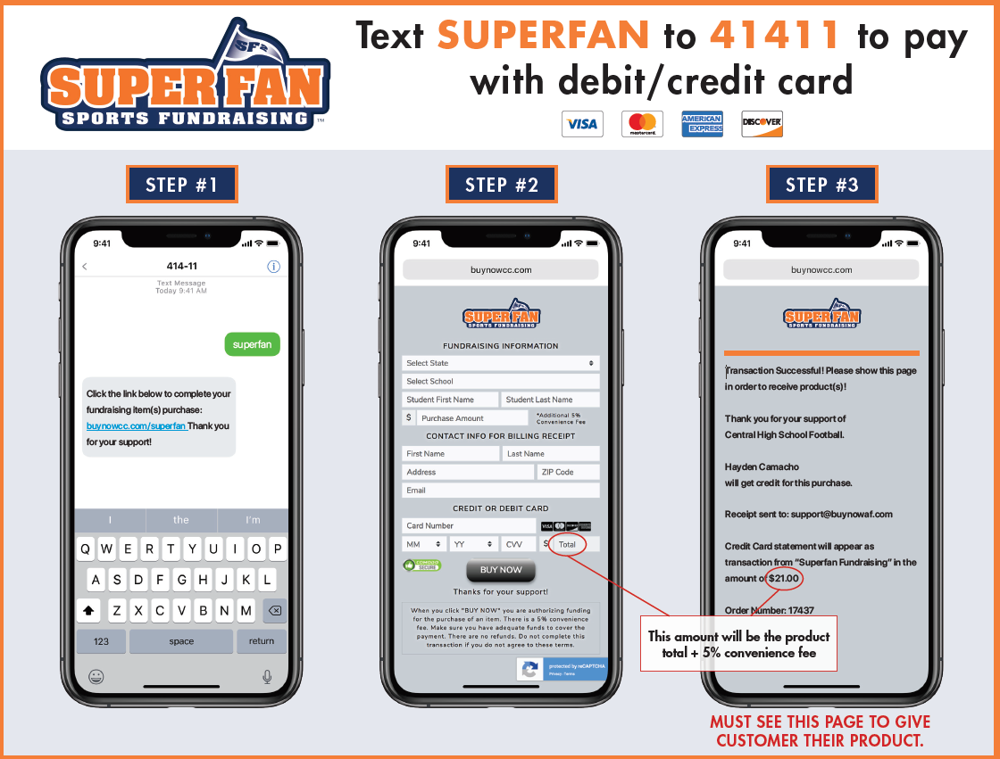 SF²
SUPER FAN
SPORTS FUNDRAISING™
Text SUPERFAN to 41411 to pay
with debit/credit card
VISA
mastercard.
AMERICAN
EXPRESS
DISCOVER
STEP #1
9:41
414-11
Text Message
Today 9:41 AM
superfan
Click the link below to complete your
fundraising item(s) purchase:
buynowcc.com/superfan Thank you
for your support!
I the I'm
Q W E R T Y U I O P
A S D F G H J K L
Z X C V B N M
123 space return
STEP #2
9:41
buynowcc.com
SUPER FAN
SPORTS FUNDRAISING
FUNDRAISING INFORMATION
Select State
Select School
Student First Name Student Last Name
$ Purchase Amount *Additional 5%
Convenience Fee
CONTACT INFO FOR BILLING RECEIPT
First Name Last Name
Address ZIP Code
Email
CREDIT OR DEBIT CARD
Card Number VISA
MM YY CVV $ Total
COMODO
SECURE
BUY NOW
Thanks for your support!
When you click "BUY NOW" you are authorizing funding
for the purchase of an item. There is a 5% convenience
fee. Make sure you have adequate funds to cover the
payment. There are no refunds. Do not complete this
transaction if you do not agree to these terms.
protected by reCAPTCHA
Privacy - Terms
STEP #3
9:41
buynowcc.com
SUPER FAN
SPORTS FUNDRAISING
Transaction Successful! Please show this page
in order to receive product(s)!
Thank you for your support of
Central High School Football.
Hayden Camacho
will get credit for this purchase.
Receipt sent to: support@buynowaf.com
Credit Card statement will appear as
transaction from "Superfan Fundraising" in the
amount of $21.00
Order Number: 17437
This amount will be the product
total + 5% convenience fee
MUST SEE THIS PAGE TO GIVE
CUSTOMER THEIR PRODUCT.